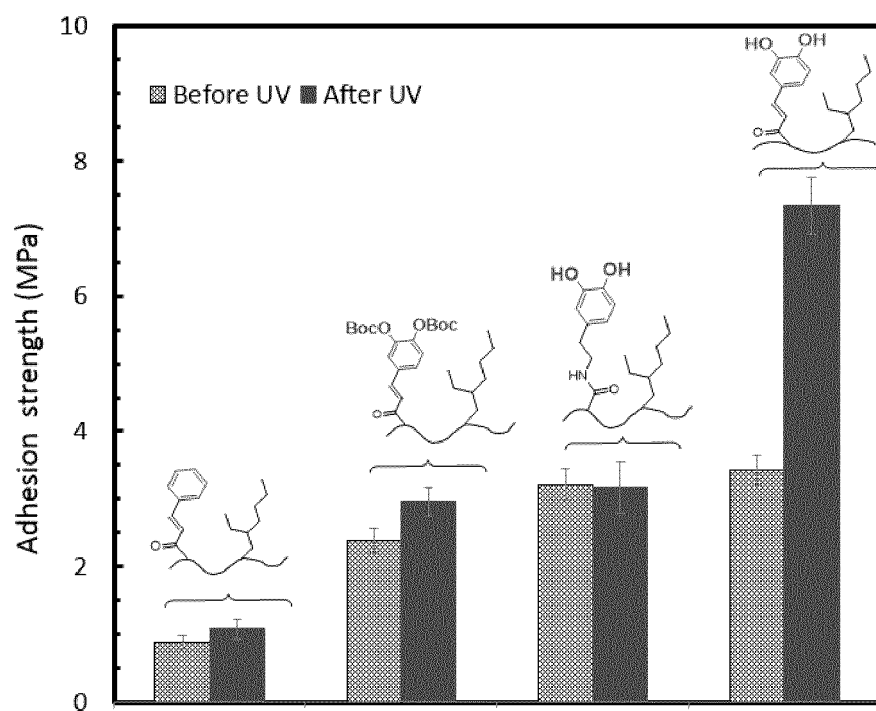 Adhesion strength (MPa)
10
8
6
4
2
0
Before UV After UV
HO OH
O
HO OH
HN O
BocO OBoc
O
O